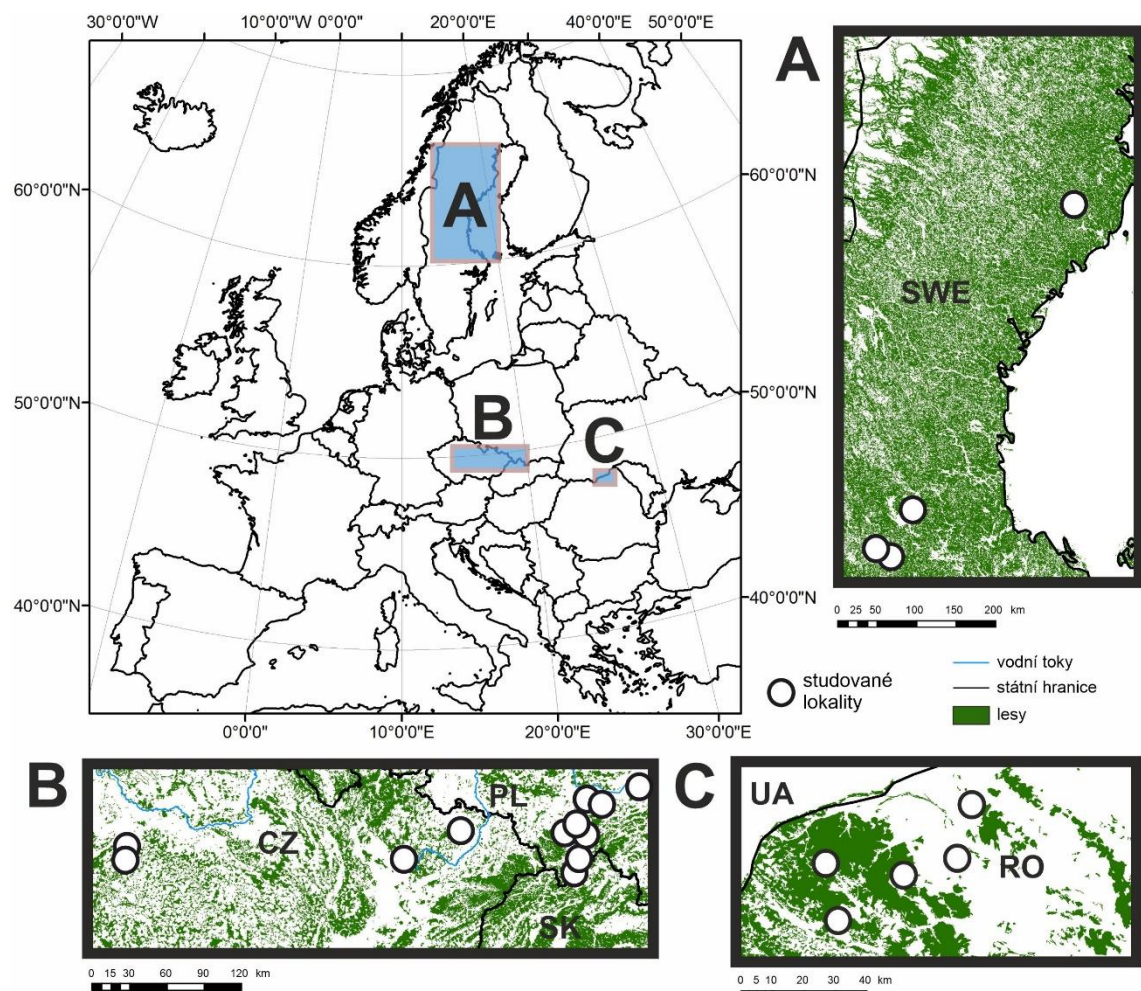 30°0'0"W
10°0'0"W
0°0'0"
20°0'0"E
40°0'0"E
50°0'0"E
60°0'0"N
50°0'0"N
40°0'0"N
60°0'0"N
50°0'0"N
40°0'0"N
0°0'0"
10°0'0"E
20°0'0"E
30°0'0"E
A
B
C
A
SWE
0 25 50 100 150 200 km
studované
lokality
vodní toky
státní hranice
lesy
B
CZ
PL
SK
0 15 30 60 90 120 km
C
UA
RO
0 5 10 20 30 40 km